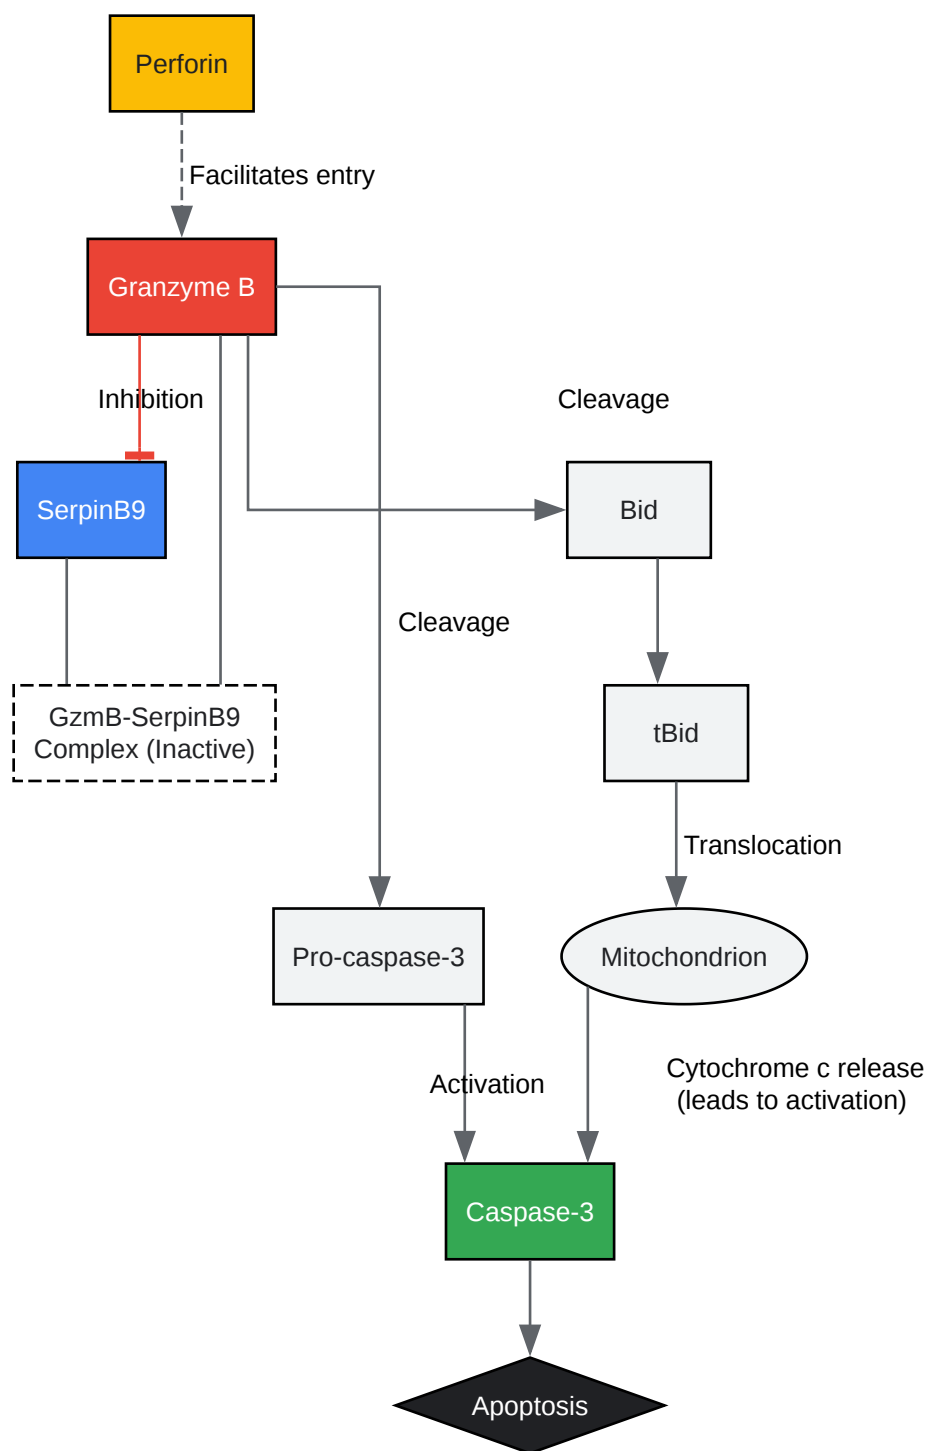 Perforin
Facilitates entry
Granzyme B
Inhibition
Cleavage
SerpinB9
Bid
Cleavage
GzmB-SerpinB9
Complex (Inactive)
tBid
Translocation
Pro-caspase-3
Mitochondrion
Activation
Cytochrome c release
(leads to activation)
Caspase-3
Apoptosis